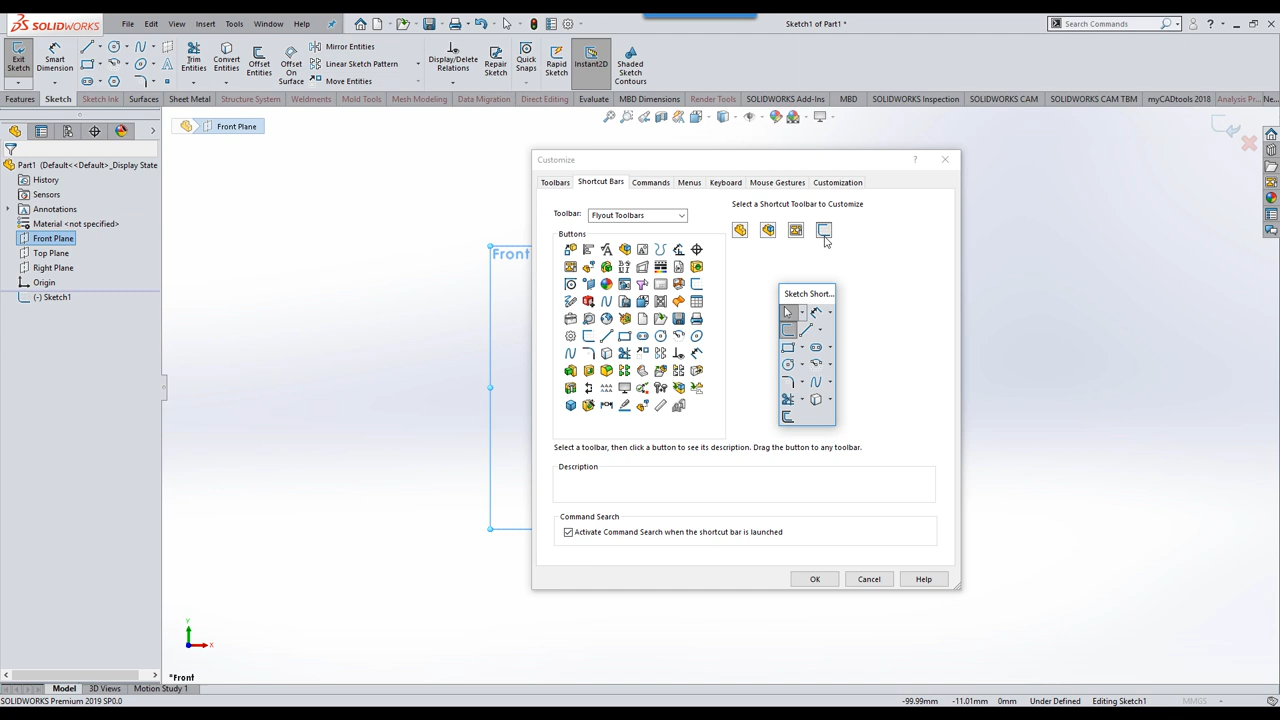 SOLIDWORKS File Edit View Insert Tools Window Help Sketch1 of Part1 * Search Commands
Exit Sketch
Smart Dimension
Trim Entities
Convert Entities
Offset Entities
Offset On Surface
Mirror Entities
Linear Sketch Pattern
Move Entities
Display/Delete Relations
Repair Sketch
Quick Snaps
Rapid Sketch
Instant2D
Shaded Sketch Contours
Features Sketch Sketch Ink Surfaces Sheet Metal Structure System Weldments Mold Tools Mesh Modeling Data Migration Direct Editing Evaluate MBD Dimensions Render Tools SOLIDWORKS Add-Ins MBD SOLIDWORKS Inspection SOLIDWORKS CAM SOLIDWORKS CAM TBM myCADtools 2018 Analysis Pr
Front Plane
Part1 (Default<<Default>_Display State
History
Sensors
Annotations
Material <not specified>
Front Plane
Top Plane
Right Plane
Origin
(-) Sketch1
Front
Customize
Toolbars Shortcut Bars Commands Menus Keyboard Mouse Gestures Customization
Toolbar: Flyout Toolbars
Select a Shortcut Toolbar to Customize
Buttons
Sketch Short...
Select a toolbar, then click a button to see its description. Drag the button to any toolbar.
Description
Command Search
Activate Command Search when the shortcut bar is launched
OK Cancel Help
Y
X
*Front
Model 3D Views Motion Study 1
SOLIDWORKS Premium 2019 SP0.0 -99.99mm -11.01mm 0mm Under Defined Editing Sketch1 MMGS